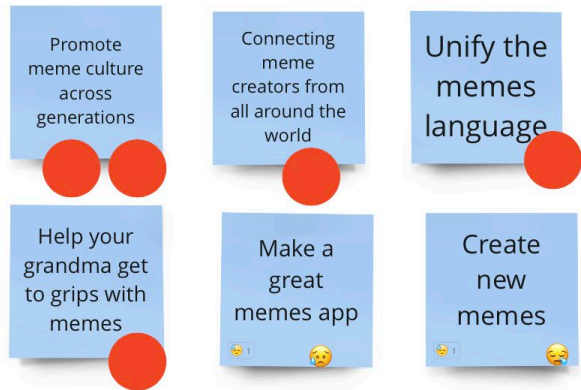 Promote
meme culture
across
generations
Connecting
meme
creators from
all around the
world
Unify the
memes
language
Help your
grandma get
to grips with
memes
Make a
great
memes app
1
Create
new
memes
1